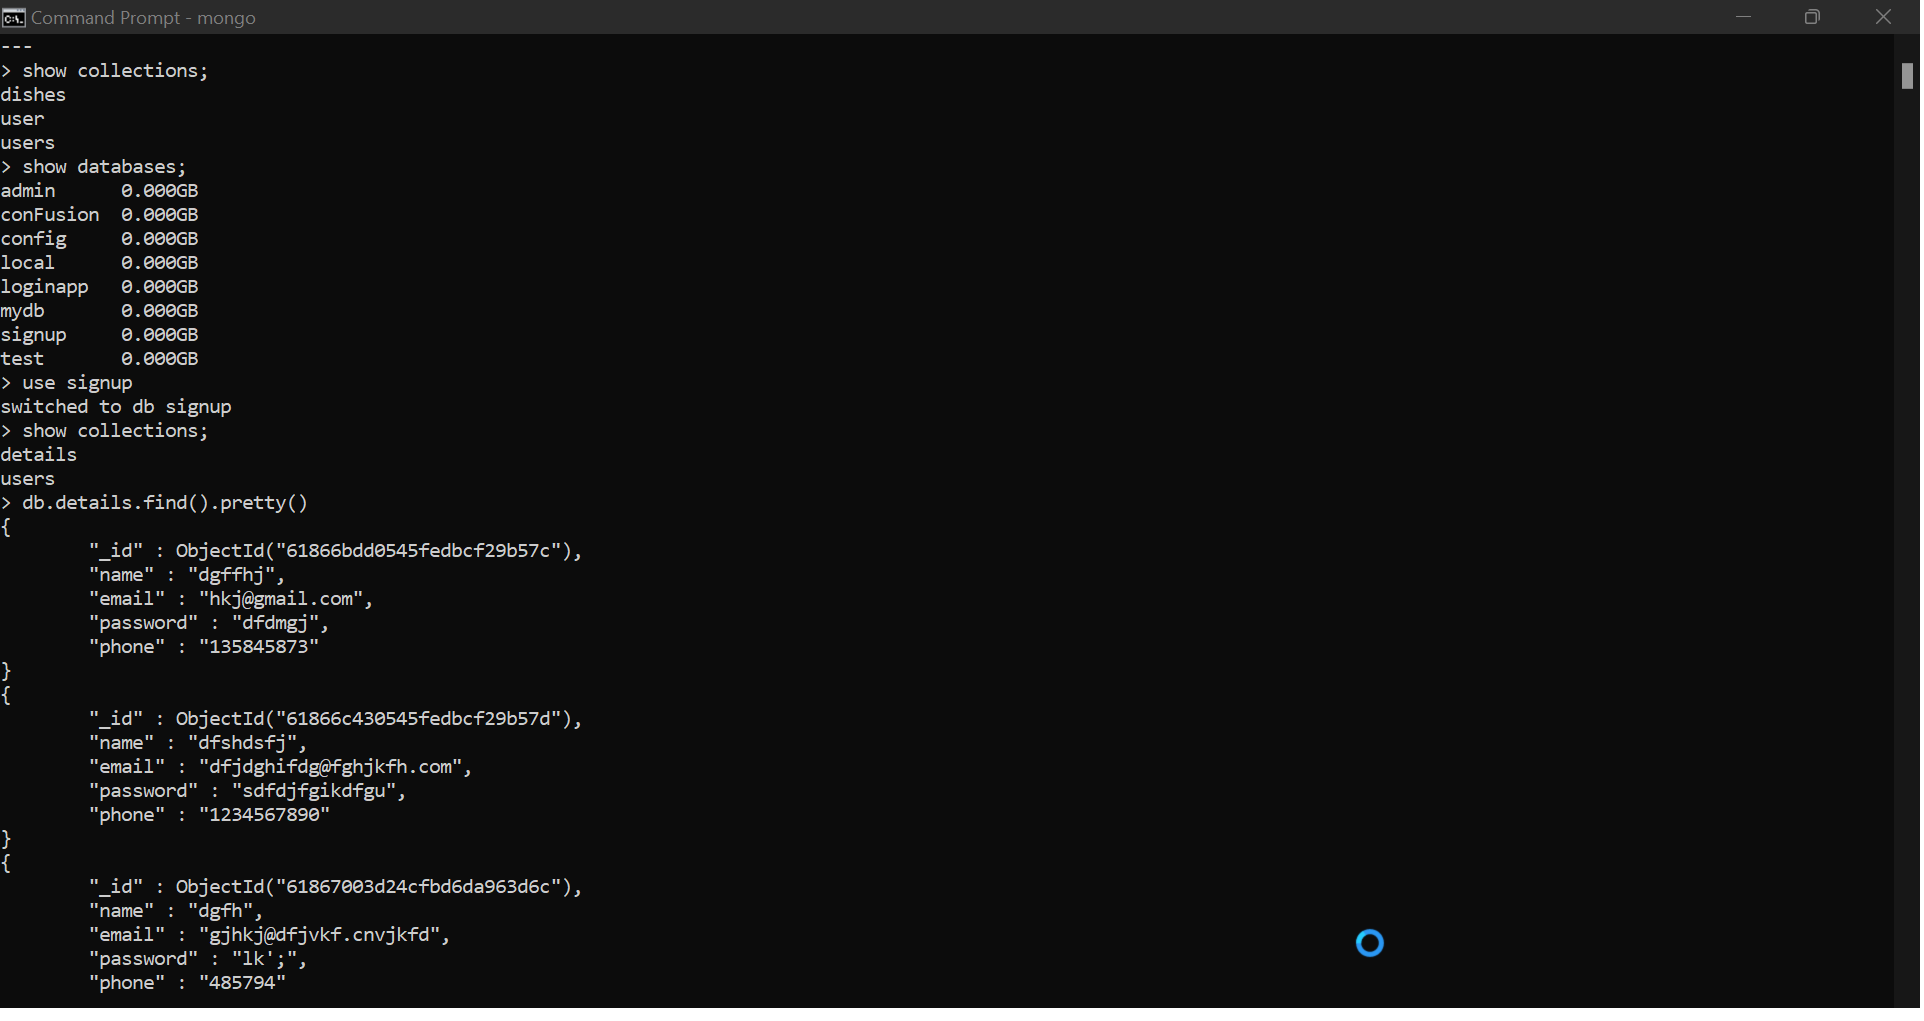 Command Prompt - mongo
---
> show collections;
dishes
user
users
> show databases;
admin      0.000GB
conFusion  0.000GB
config     0.000GB
local      0.000GB
loginapp   0.000GB
mydb       0.000GB
signup     0.000GB
test       0.000GB
> use signup
switched to db signup
> show collections;
details
users
> db.details.find().pretty()
{
        "_id" : ObjectId("61866bdd0545fedbcf29b57c"),
        "name" : "dgffhj",
        "email" : "hkj@gmail.com",
        "password" : "dfdmgj",
        "phone" : "135845873"
}
{
        "_id" : ObjectId("61866c430545fedbcf29b57d"),
        "name" : "dfshdsfj",
        "email" : "dfjdghifdg@fghjkfh.com",
        "password" : "sdfdjfgikdfgu",
        "phone" : "1234567890"
}
{
        "_id" : ObjectId("61867003d24cfbd6da963d6c"),
        "name" : "dgfh",
        "email" : "gjhkj@dfjvkf.cnvjkfd",
        "password" : "lk';",
        "phone" : "485794"